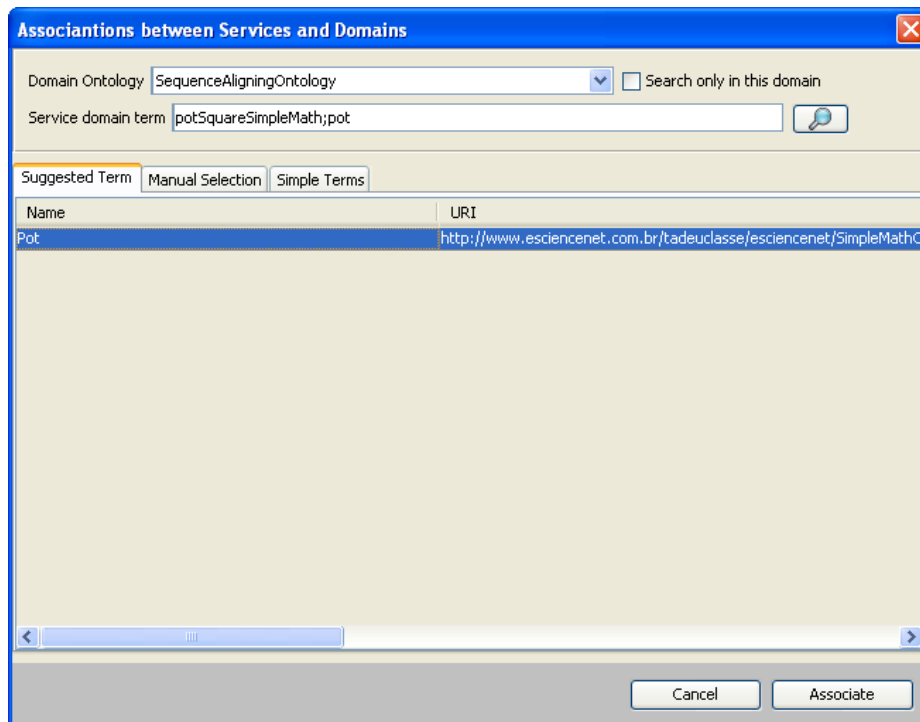 Associantions between Services and Domains
Domain Ontology SequenceAligningOntology Search only in this domain
Service domain term potSquareSimpleMath;pot
Suggested Term Manual Selection Simple Terms
Name URI
Pot http://www.esciencenet.com.br/tadeuclasse/esciencenet/SimpleMathO
Cancel Associate